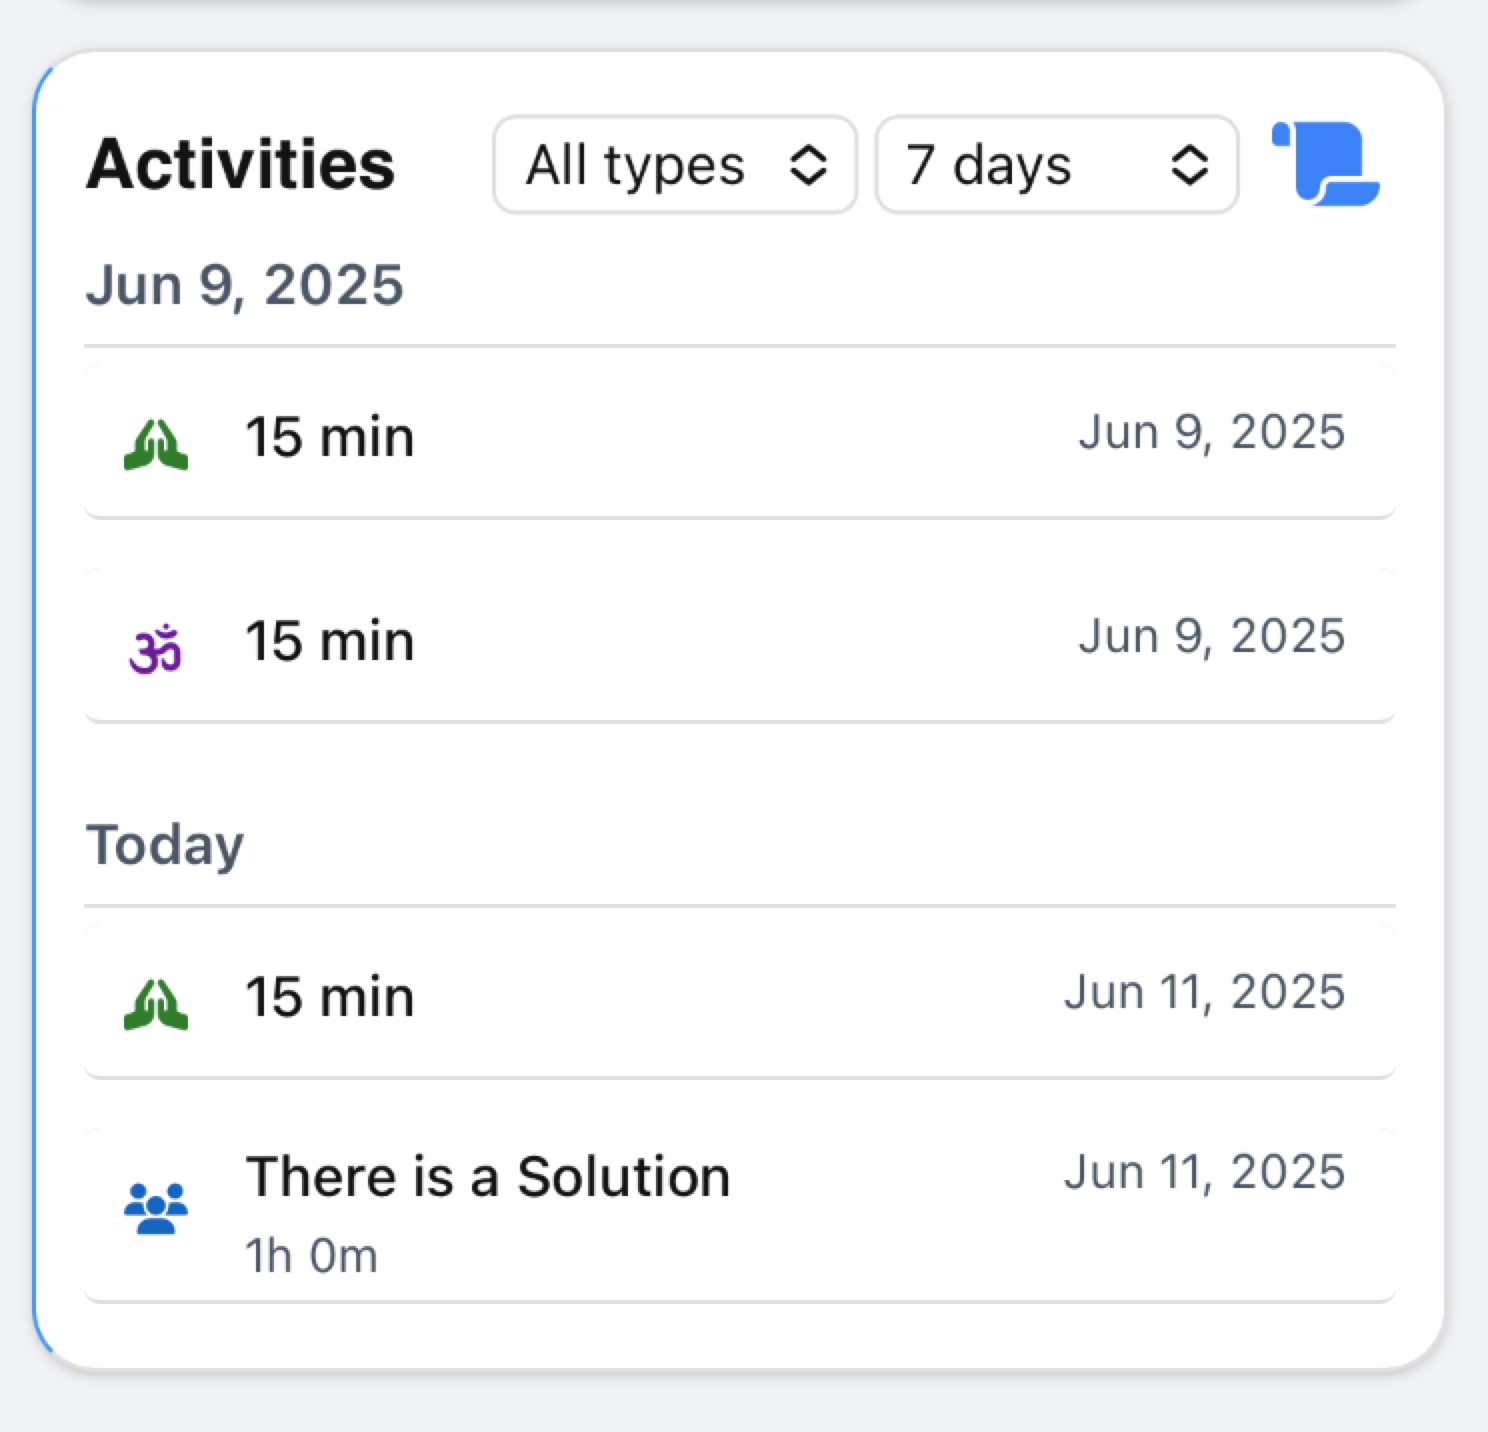 Activities All types 7 days
Jun 9, 2025
15 min Jun 9, 2025
ॐ 15 min Jun 9, 2025
Today
15 min Jun 11, 2025
There is a Solution Jun 11, 2025
1h 0m